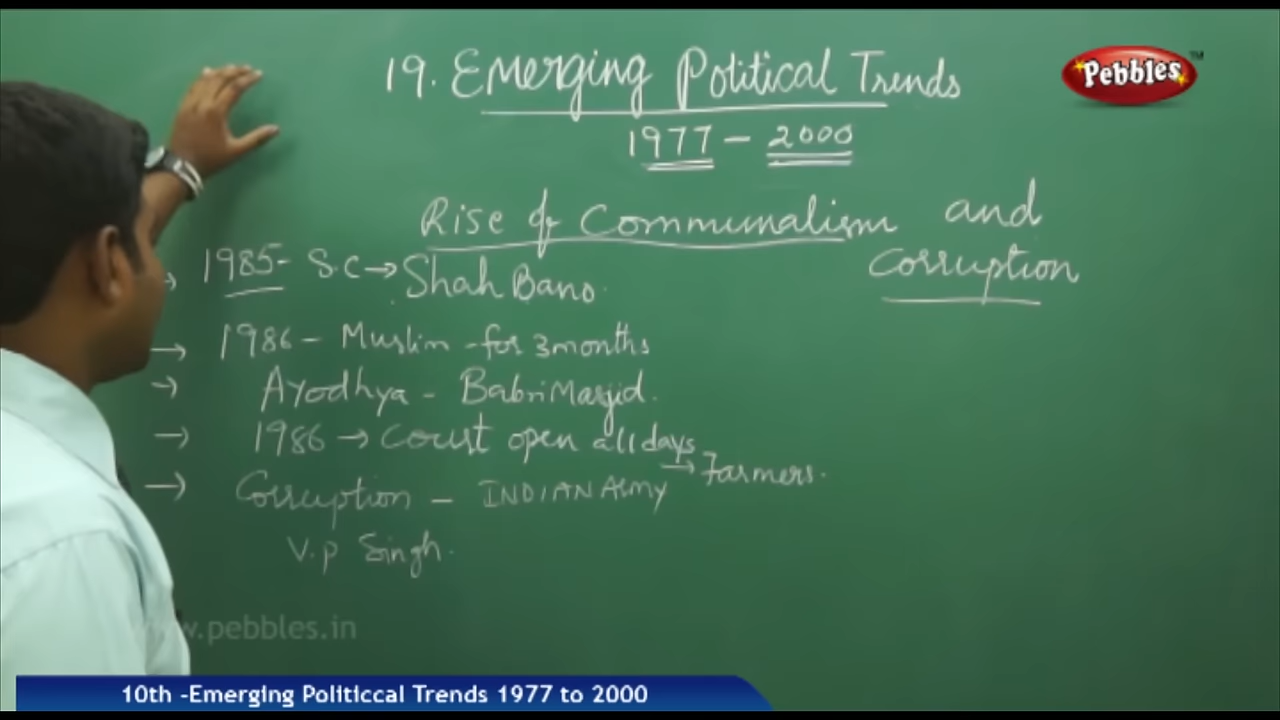 19. Emerging Political Trends
Pebbles™
1977 - 2000
Rise of Communalism and
corruption
→ 1985- S.C → Shah Bano.
→ 1986 - Muslim - for 3 months
→ Ayodhya - Babri Masjid.
→ 1986 → Court open all days
→ Corruption - INDIAN Army → Farmers.
V.P Singh.
www.pebbles.in
10th -Emerging Politiccal Trends 1977 to 2000